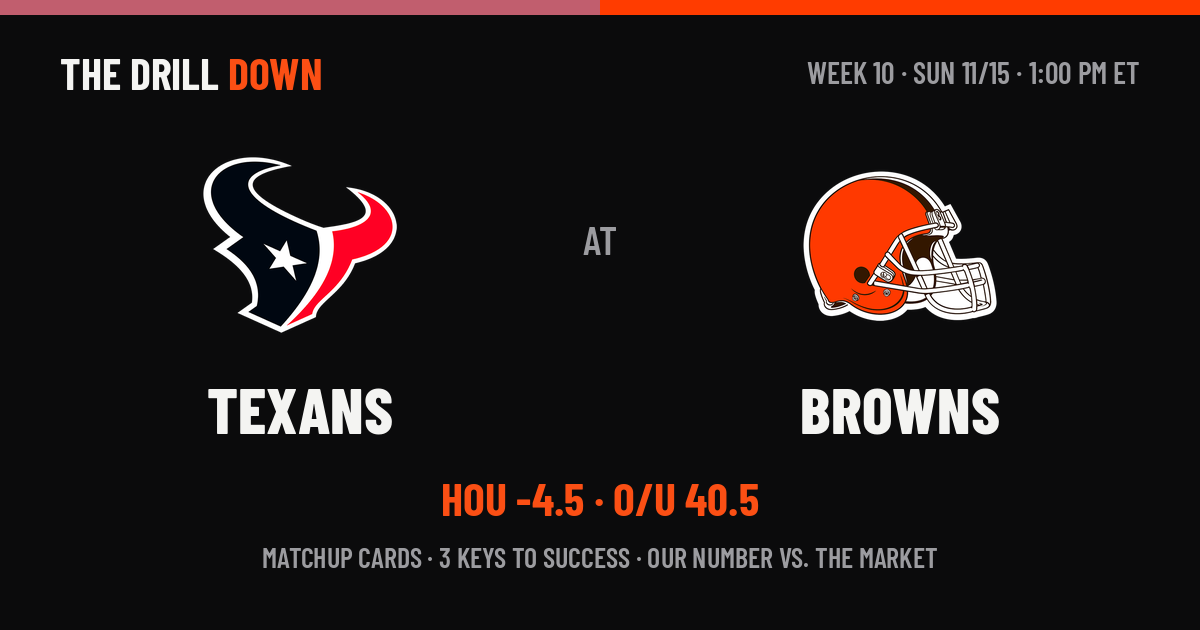 THE DRILL DOWN
WEEK 10 · SUN 11/15 · 1:00 PM ET
AT
TEXANS
BROWNS
HOU -4.5 · O/U 40.5
MATCHUP CARDS · 3 KEYS TO SUCCESS · OUR NUMBER VS. THE MARKET